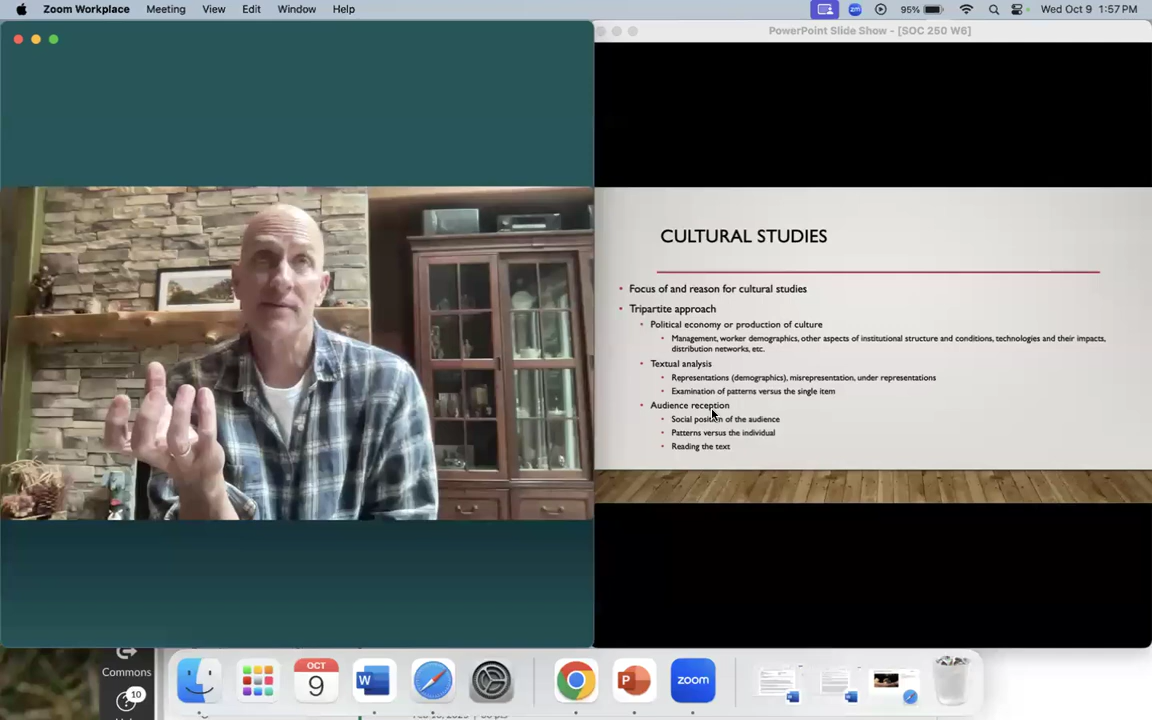 Zoom Workplace Meeting View Edit Window Help
zm 95% Wed Oct 9 1:57 PM
PowerPoint Slide Show - [SOC 250 W6]
CULTURAL STUDIES
Focus of and reason for cultural studies
Tripartite approach
Political economy or production of culture
Management, worker demographics, other aspects of institutional structure and conditions, technologies and their impacts,
distribution networks, etc.
Textual analysis
Representations (demographics), misrepresentation, under representations
Examination of patterns versus the single item
Audience reception
Social position of the audience
Patterns versus the individual
Reading the text
Commons
10
OCT
9
W
P
zoom